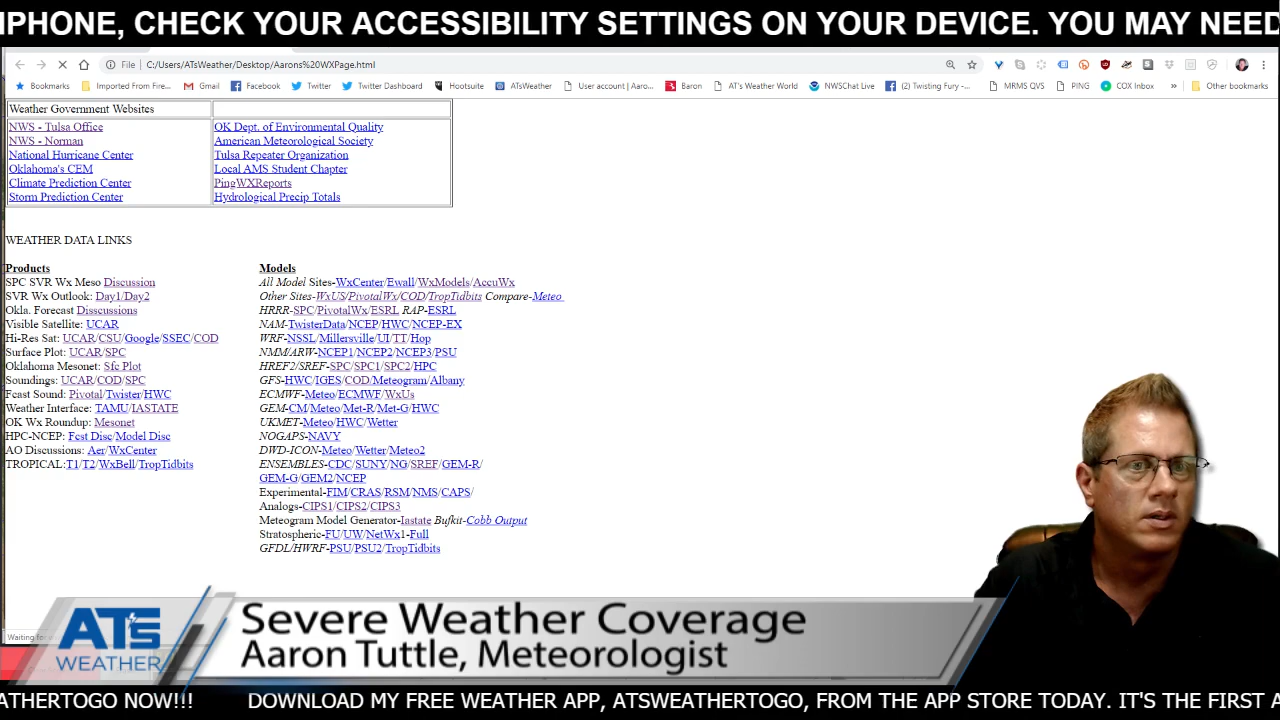 IPHONE, CHECK YOUR ACCESSIBILITY SETTINGS ON YOUR DEVICE. YOU MAY NEED
File | C:/Users/ATsWeather/Desktop/Aarons%20WXPage.html
Bookmarks Imported From Fire... Gmail Facebook Twitter Twitter Dashboard Hootsuite ATsWeather User account | Aaro... Baron AT's Weather World NWSChat Live (2) Twisting Fury -... MRMS QVS PING COX Inbox » Other bookmarks
Weather Government Websites
NWS - Tulsa Office OK Dept. of Environmental Quality
NWS - Norman American Meteorological Society
National Hurricane Center Tulsa Repeater Organization
Oklahoma's CEM Local AMS Student Chapter
Climate Prediction Center PingWXReports
Storm Prediction Center Hydrological Precip Totals
WEATHER DATA LINKS
Products
SPC SVR Wx Meso Discussion
SVR Wx Outlook: Day1/Day2
Okla. Forecast Disscussions
Visible Satellite: UCAR
Hi-Res Sat: UCAR/CSU/Google/SSEC/COD
Surface Plot: UCAR/SPC
Oklahoma Mesonet: Sfc Plot
Soundings: UCAR/COD/SPC
Fcast Sound: Pivotal/Twister/HWC
Weather Interface: TAMU/IASTATE
OK Wx Roundup: Mesonet
HPC-NCEP: Fcst Disc/Model Disc
AO Discussions: Aer/WxCenter
TROPICAL:T1/T2/WxBell/TropTidbits
Models
All Model Sites-WxCenter/Ewall/WxModels/AccuWx
Other Sites-WxUS/PivotalWx/COD/TropTidbits Compare-Meteo
HRRR-SPC/PivotalWx/ESRL RAP-ESRL
NAM-TwisterData/NCEP/HWC/NCEP-EX
WRF-NSSL/Millersville/UI/TT/Hop
NMM/ARW-NCEP1/NCEP2/NCEP3/PSU
HREF2/SREF-SPC/SPC1/SPC2/HPC
GFS-HWC/IGES/COD/Meteogram/Albany
ECMWF-Meteo/ECMWF/WxUs
GEM-CM/Meteo/Met-R/Met-G/HWC
UKMET-Meteo/HWC/Wetter
NOGAPS-NAVY
DWD-ICON-Meteo/Wetter/Meteo2
ENSEMBLES-CDC/SUNY/NG/SREF/GEM-R/
GEM-G/GEM2/NCEP
Experimental-FIM/CRAS/RSM/NMS/CAPS/
Analogs-CIPS1/CIPS2/CIPS3
Meteogram Model Generator-Iastate Bufkit-Cobb Output
Stratospheric-FU/UW/NetWx1-Full
GFDL/HWRF-PSU/PSU2/TropTidbits
ATs
WEATHER
Severe Weather Coverage
Aaron Tuttle, Meteorologist
Waiting for
ATHERTOGO NOW!!! DOWNLOAD MY FREE WEATHER APP, ATSWEATHERTOGO, FROM THE APP STORE TODAY. IT'S THE FIRST A